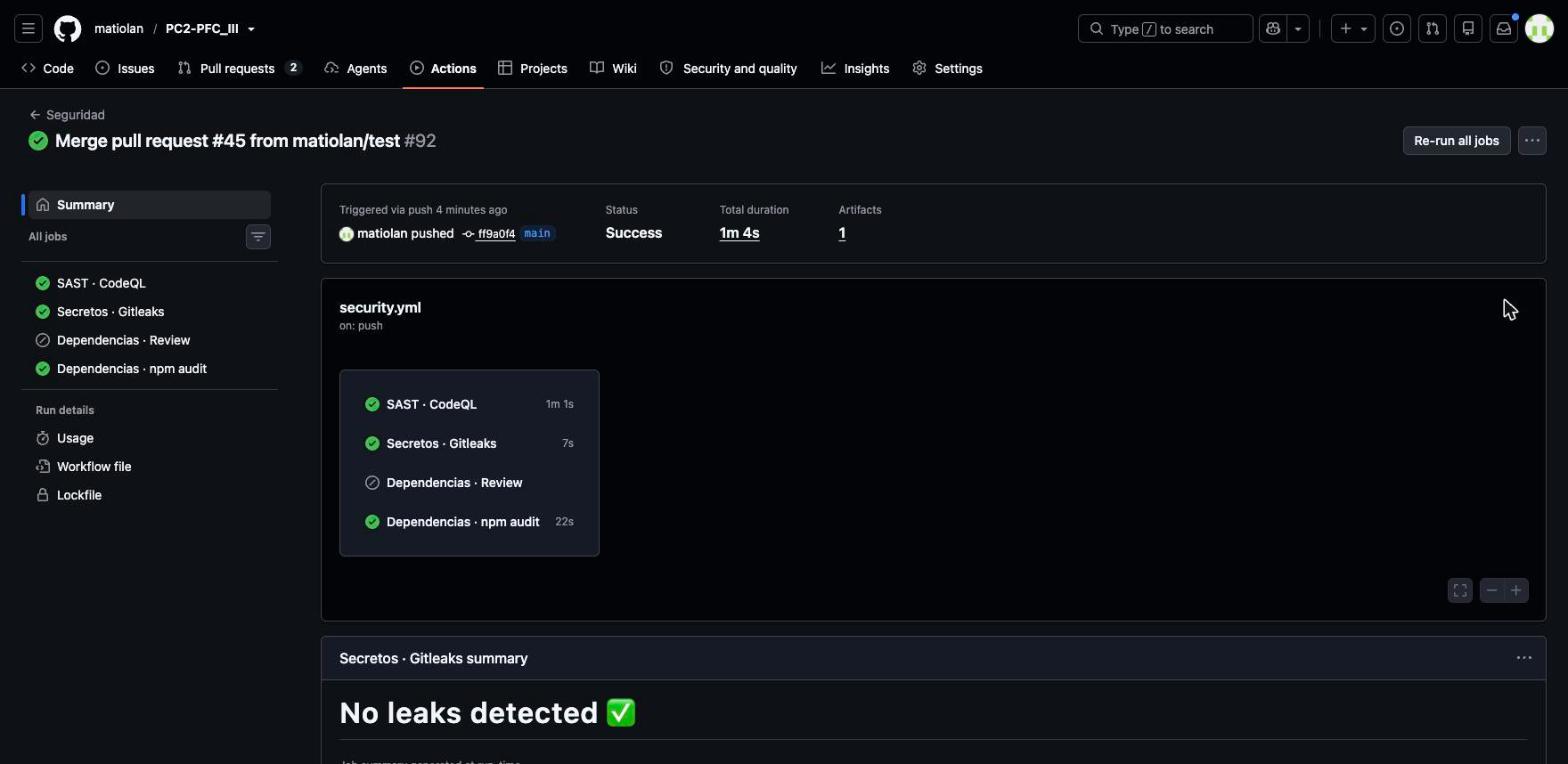 matiolan / PC2-PFC_III
Type / to search
Code Issues Pull requests 2 Agents Actions Projects Wiki Security and quality Insights Settings
← Seguridad
Merge pull request #45 from matiolan/test #92
Re-run all jobs
Summary
All jobs
SAST · CodeQL
Secretos · Gitleaks
Dependencias · Review
Dependencias · npm audit
Run details
Usage
Workflow file
Lockfile
Triggered via push 4 minutes ago
matiolan pushed ff9a0f4 main
Status
Success
Total duration
1m 4s
Artifacts
1
security.yml
on: push
SAST · CodeQL 1m 1s
Secretos · Gitleaks 7s
Dependencias · Review
Dependencias · npm audit 22s
Secretos · Gitleaks summary
No leaks detected ✅